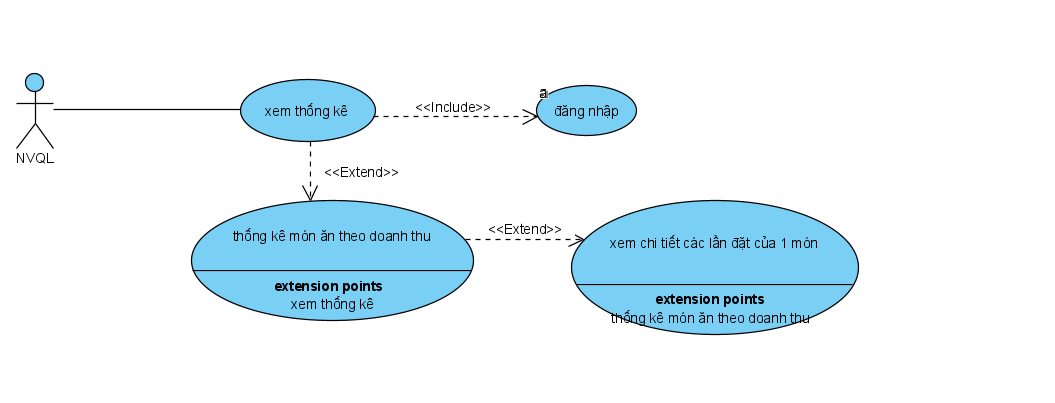 a
xem thống kê
<<Include>>
đăng nhập
NVQL
<<Extend>>
thống kê món ăn theo doanh thu
extension points
xem thống kê
<<Extend>>
xem chi tiết các lần đặt của 1 món
extension points
thống kê món ăn theo doanh thu